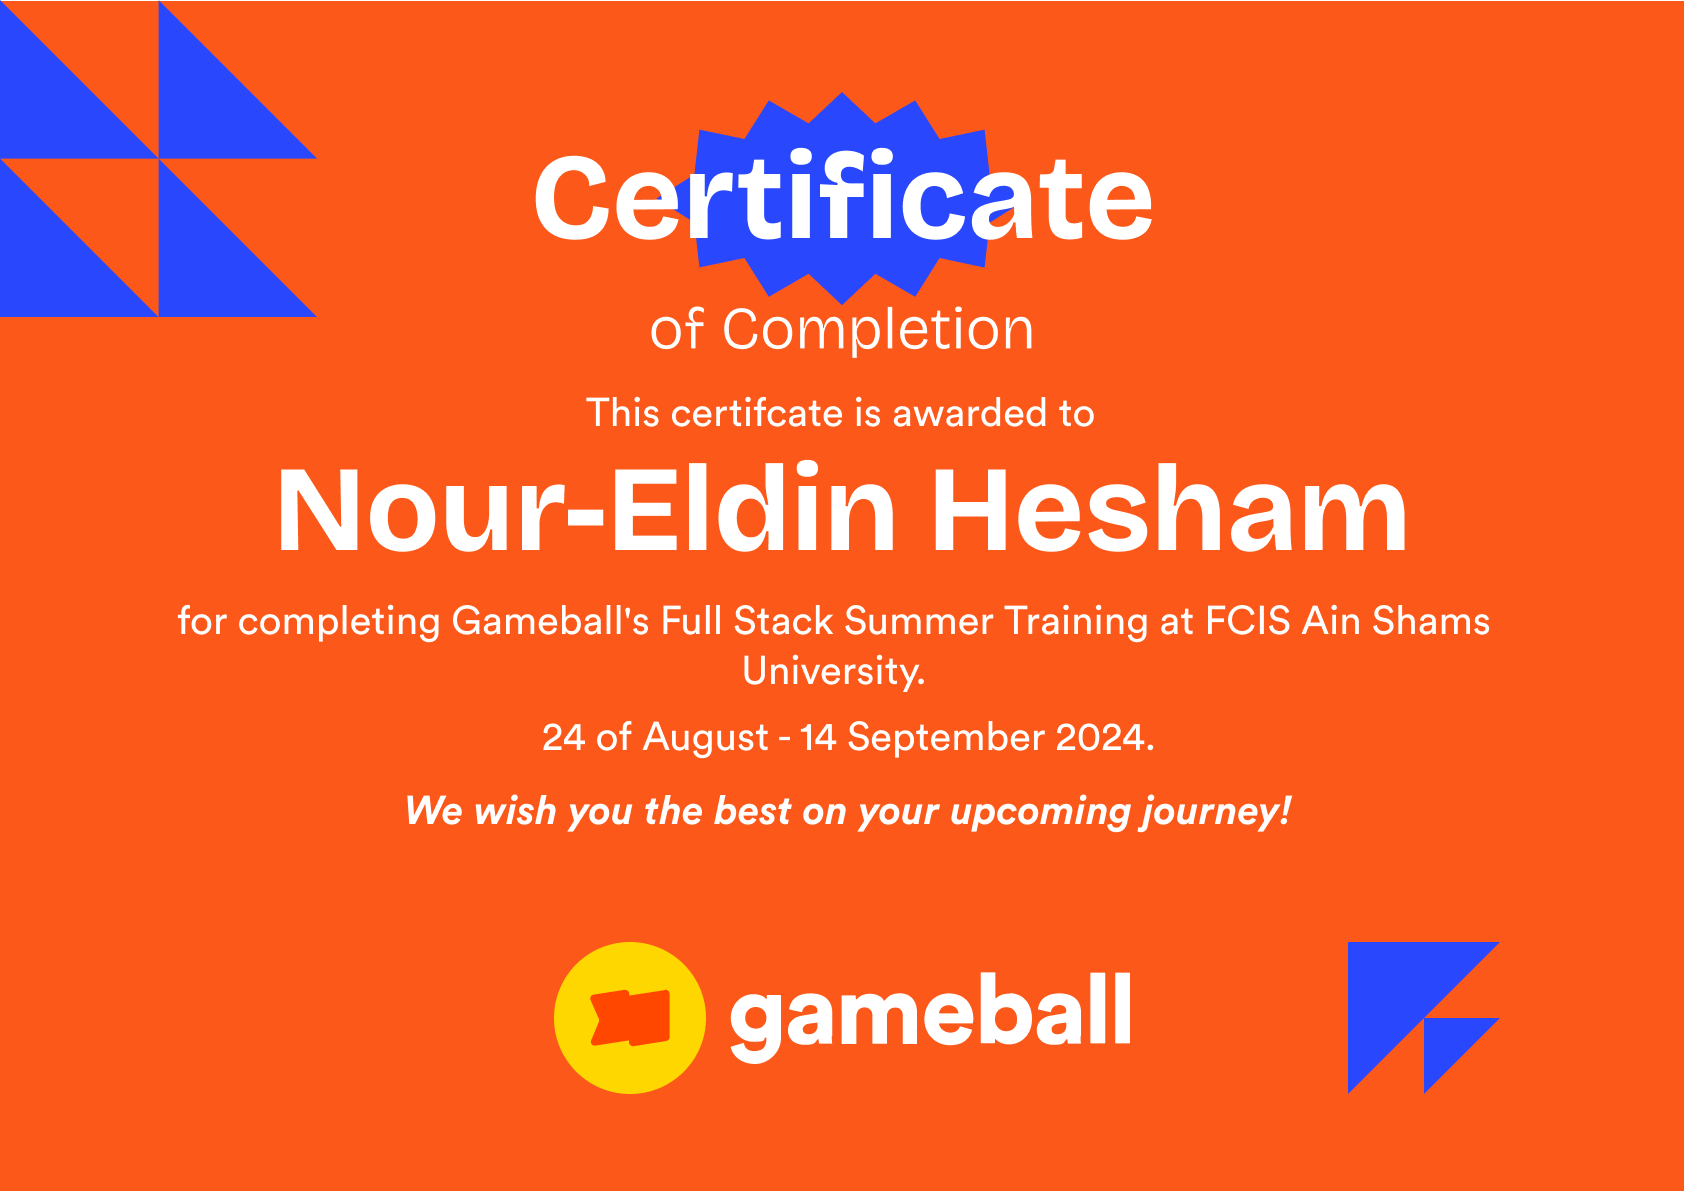 Certificate
of Completion
This certifcate is awarded to
Nour-Eldin Hesham
for completing Gameball's Full Stack Summer Training at FCIS Ain Shams
University.
24 of August - 14 September 2024.
We wish you the best on your upcoming journey!
gameball